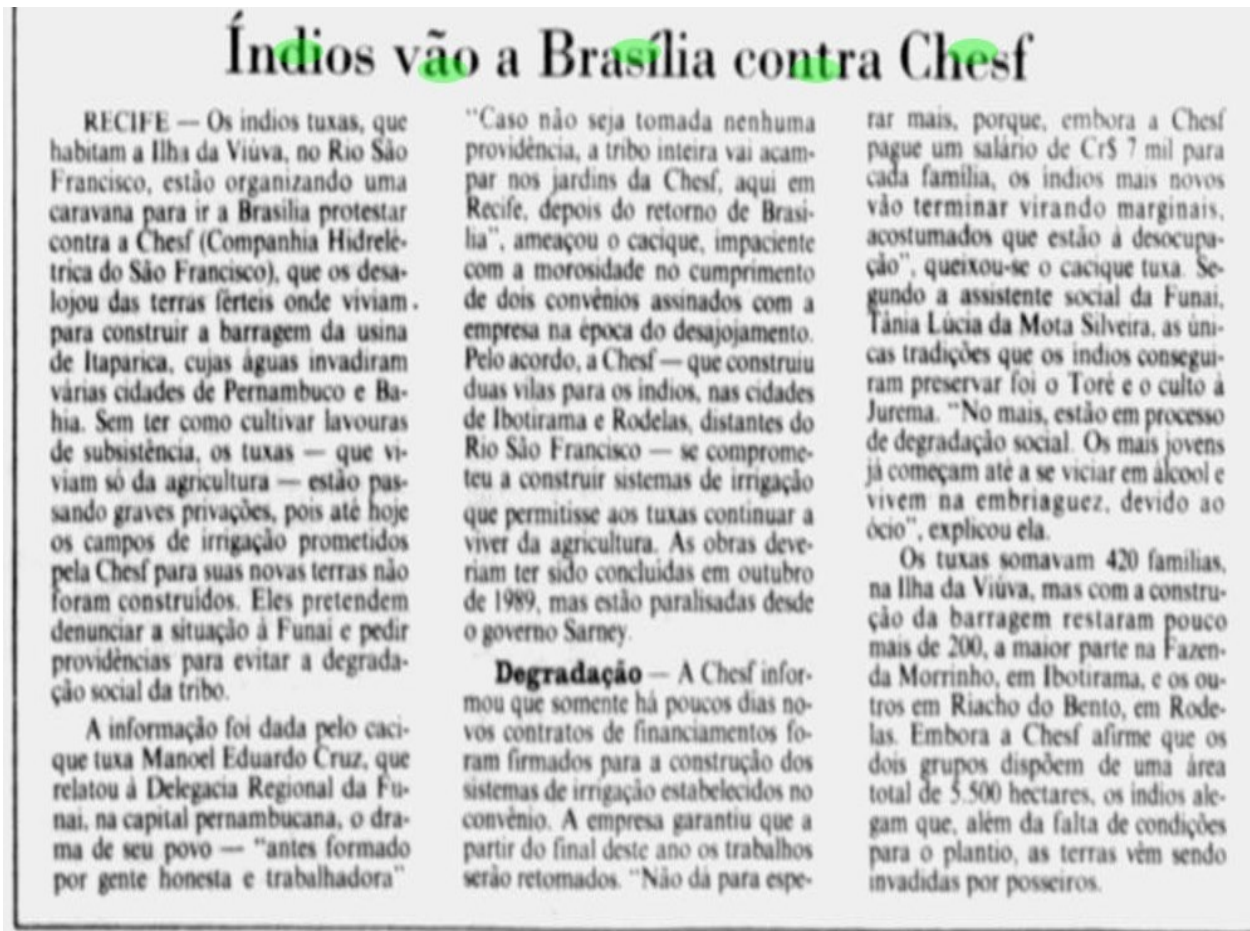 Índios vão a Brasília contra Chesf
RECIFE — Os índios tuxas, que
habitam a Ilha da Viúva, no Rio São
Francisco, estão organizando uma
caravana para ir a Brasília protestar
contra a Chesf (Companhia Hidrelé-
trica do São Francisco), que os desa-
lojou das terras férteis onde viviam
para construir a barragem da usina
de Itaparica, cujas águas invadiram
várias cidades de Pernambuco e Ba-
hia. Sem ter como cultivar lavouras
de subsistência, os tuxas — que vi-
viam só da agricultura — estão pas-
sando graves privações, pois até hoje
os campos de irrigação prometidos
pela Chesf para suas novas terras não
foram construídos. Eles pretendem
denunciar a situação à Funai e pedir
providências para evitar a degrada-
ção social da tribo.
A informação foi dada pelo caci-
que tuxa Manoel Eduardo Cruz, que
relatou à Delegacia Regional da Fu-
nai, na capital pernambucana, o dra-
ma de seu povo — "antes formado
por gente honesta e trabalhadora"
"Caso não seja tomada nenhuma
providência, a tribo inteira vai acam-
par nos jardins da Chesf, aqui em
Recife, depois do retorno de Brasí-
lia", ameaçou o cacique, impaciente
com a morosidade no cumprimento
de dois convênios assinados com a
empresa na época do desajojamento.
Pelo acordo, a Chesf — que construiu
duas vilas para os índios, nas cidades
de Ibotirama e Rodelas, distantes do
Rio São Francisco — se comprome-
teu a construir sistemas de irrigação
que permitisse aos tuxas continuar a
viver da agricultura. As obras deve-
riam ter sido concluídas em outubro
de 1989, mas estão paralisadas desde
o governo Sarney.
Degradação — A Chesf infor-
mou que somente há poucos dias no-
vos contratos de financiamentos fo-
ram firmados para a construção dos
sistemas de irrigação estabelecidos no
convênio. A empresa garantiu que a
partir do final deste ano os trabalhos
serão retomados. "Não dá para espe-
rar mais, porque, embora a Chesf
pague um salário de Cr$ 7 mil para
cada família, os índios mais novos
vão terminar virando marginais,
acostumados que estão à desocupa-
ção", queixou-se o cacique tuxa. Se-
gundo a assistente social da Funai,
Tânia Lúcia da Mota Silveira, as úni-
cas tradições que os índios consegui-
ram preservar foi o Toré e o culto à
Jurema. "No mais, estão em processo
de degradação social. Os mais jovens
já começam até a se viciar em álcool e
vivem na embriaguez, devido ao
ócio", explicou ela.
Os tuxas somavam 420 famílias,
na Ilha da Viúva, mas com a constru-
ção da barragem restaram pouco
mais de 200, a maior parte na Fazen-
da Morrinho, em Ibotirama, e os ou-
tros em Riacho do Bento, em Rode-
las. Embora a Chesf afirme que os
dois grupos dispõem de uma área
total de 5.500 hectares, os índios ale-
gam que, além da falta de condições
para o plantio, as terras vêm sendo
invadidas por posseiros.